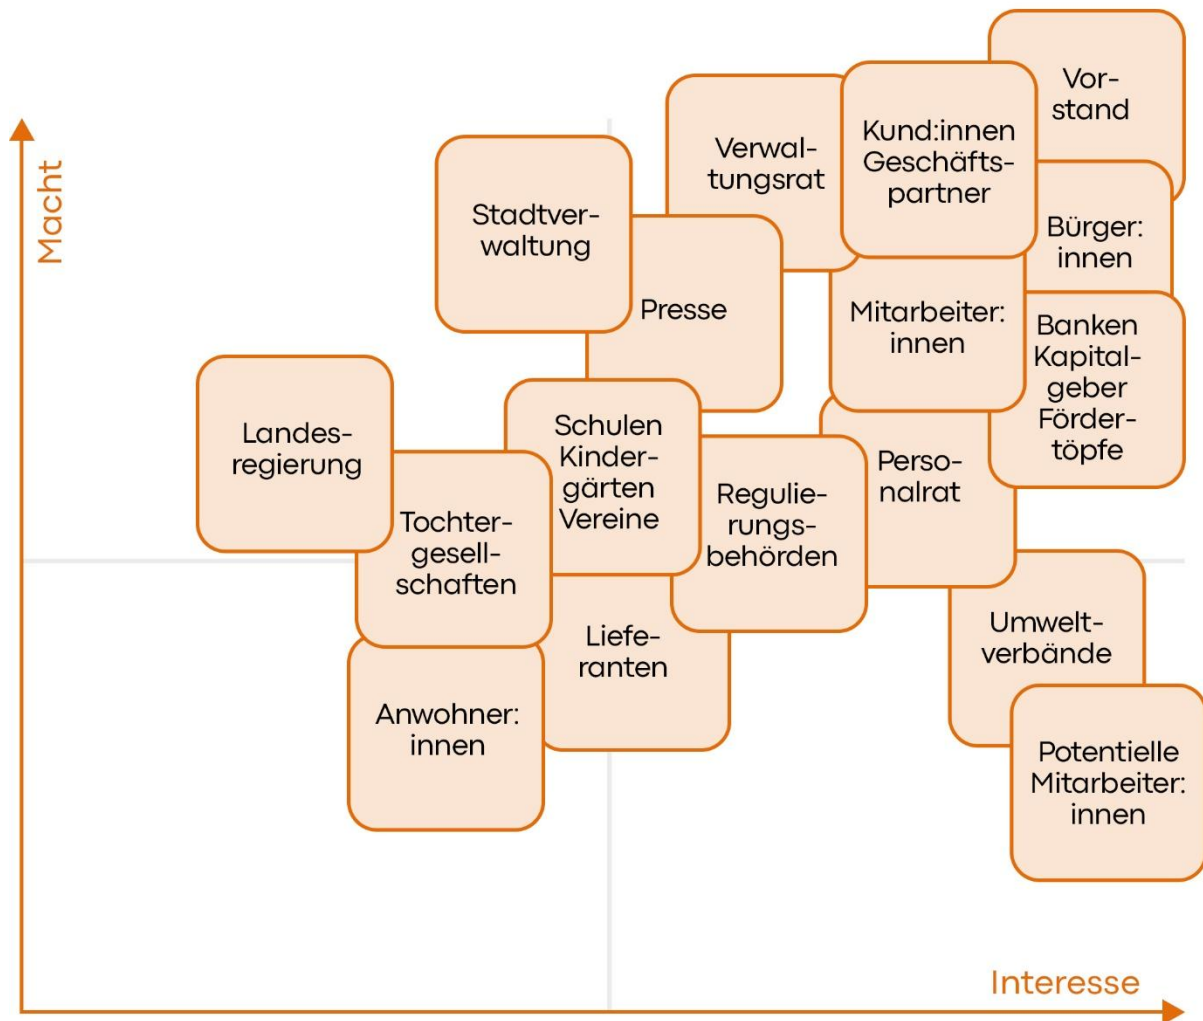 Macht
Vor-
stand
Kund:innen
Geschäfts-
partner
Verwal-
tungsrat
Stadtver-
waltung
Bürger:
innen
Presse
Mitarbeiter:
innen
Banken
Kapital-
geber
Förder-
töpfe
Landes-
regierung
Schulen
Kinder-
gärten
Vereine
Perso-
nalrat
Regulie-
rungs-
behörden
Tochter-
gesell-
schaften
Liefe-
ranten
Umwelt-
verbände
Anwohner:
innen
Potentielle
Mitarbeiter:
innen
Interesse